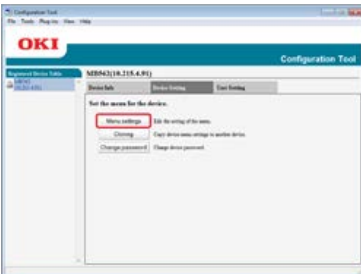 Configuration Tool
File Tools Plug-ins View Help
OKI
Configuration Tool
Registered Device Table
MB562(10.215.4.91)
Device Info Device Setting User Setting
Set the menu for the device.
Menu settings Edit the setting of the menu.
Cloning Copy device menu settings to another device.
Change password Change device password.